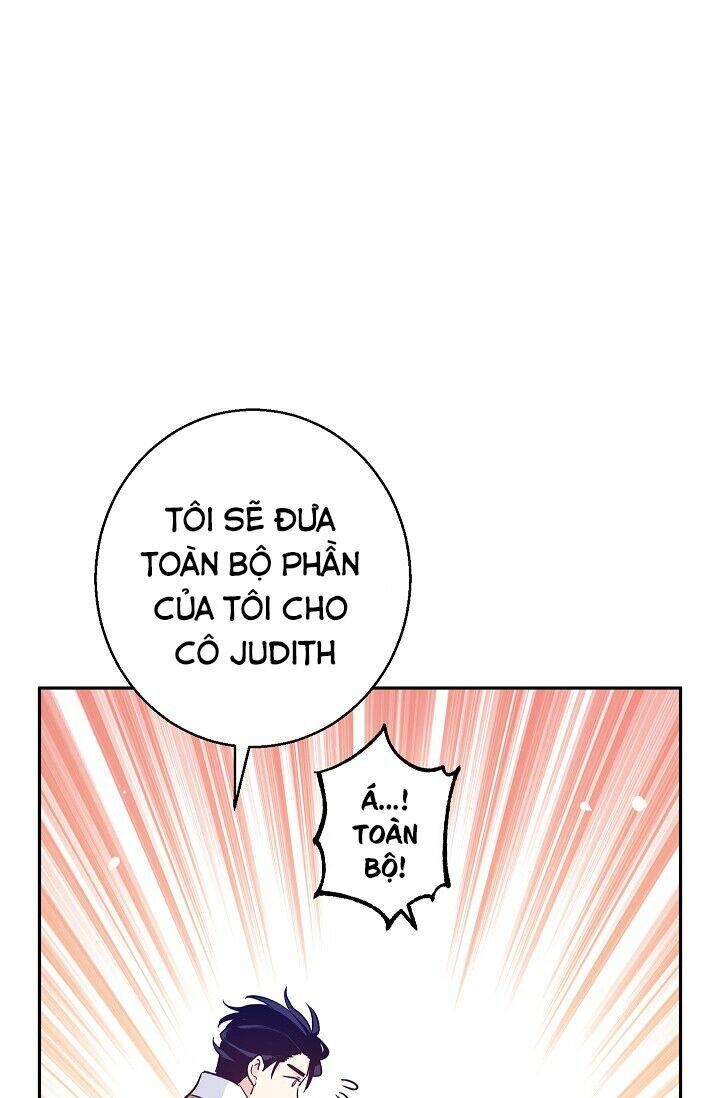 TÔI SẼ ĐƯA
TOÀN BỘ PHẦN
CỦA TÔI CHO
CÔ JUDITH
Á...!
TOÀN
BỘ!